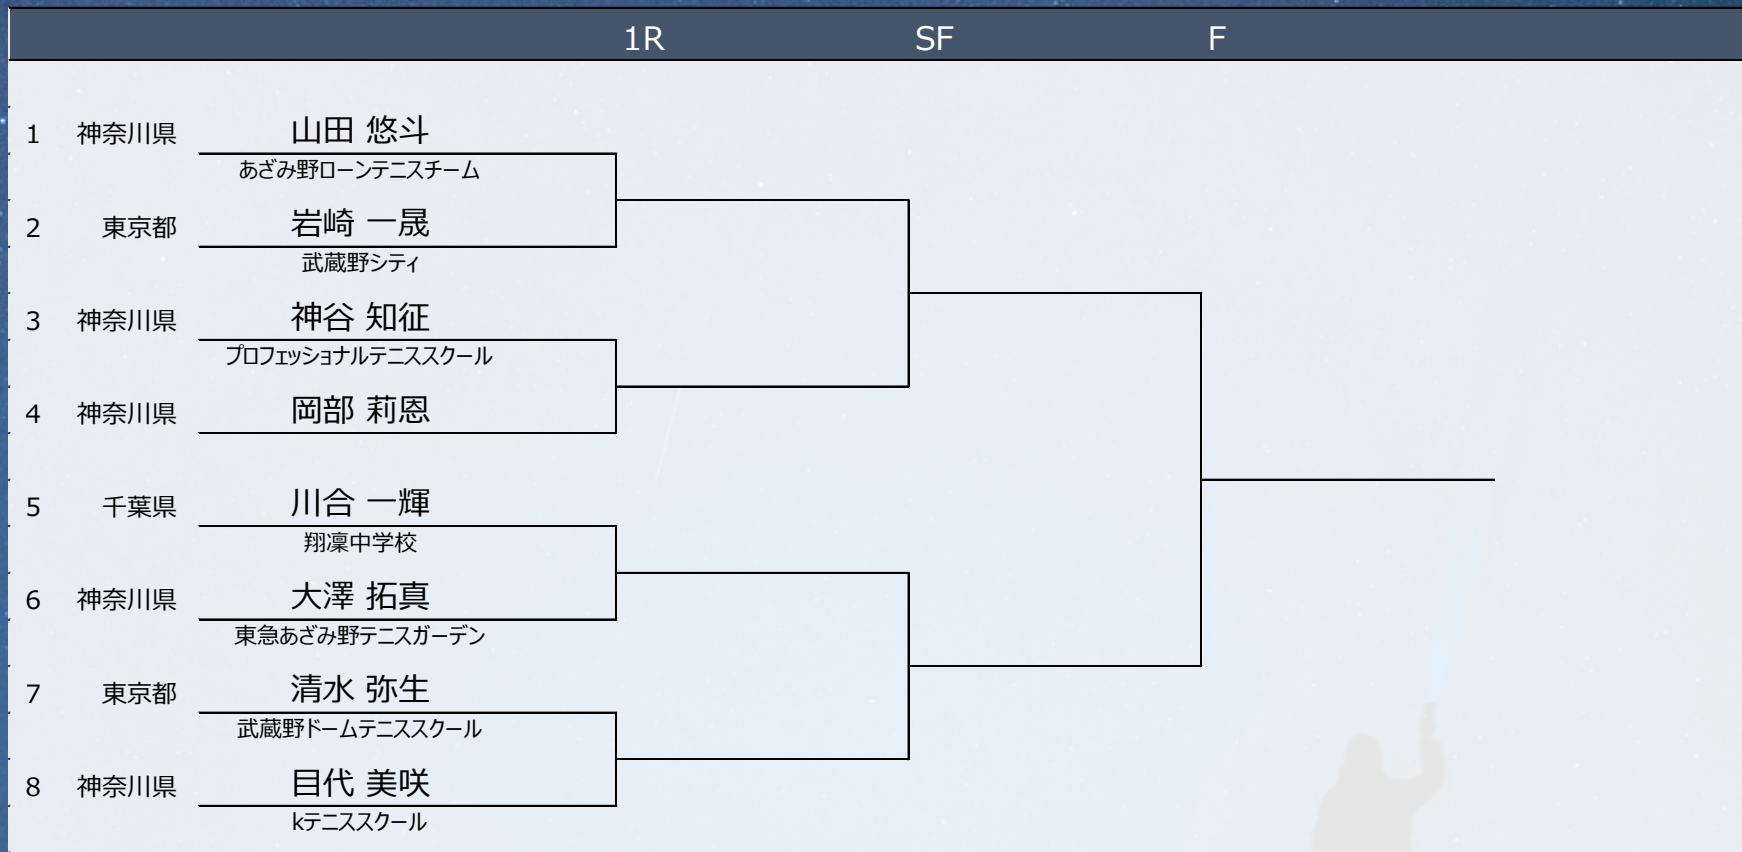 1R SF F
1 神奈川県 山田 悠斗
あざみ野ローンテニスチーム
2 東京都 岩崎 一晟
武蔵野シティ
3 神奈川県 神谷 知征
プロフェッショナルテニススクール
4 神奈川県 岡部 莉恩
5 千葉県 川合 一輝
翔凜中学校
6 神奈川県 大澤 拓真
東急あざみ野テニスガーデン
7 東京都 清水 弥生
武蔵野ドームテニススクール
8 神奈川県 目代 美咲
kテニススクール